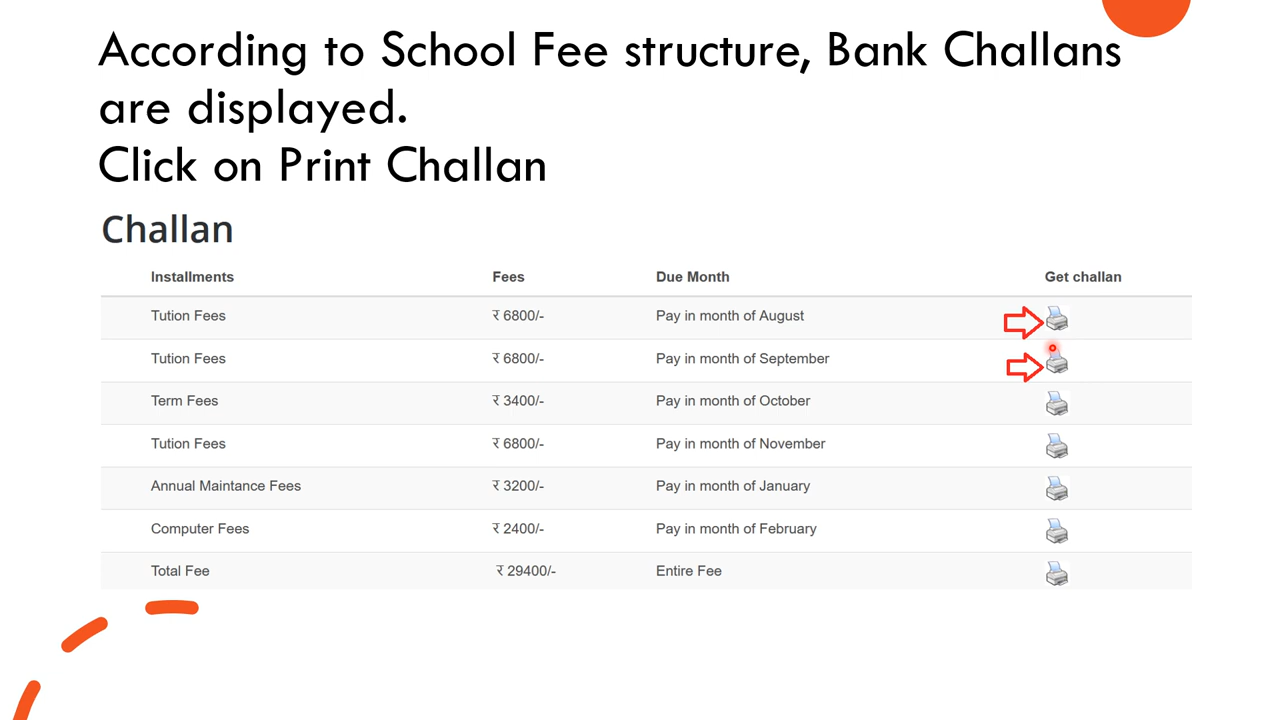 According to School Fee structure, Bank Challans
are displayed.
Click on Print Challan
Challan
Installments Fees Due Month Get challan
Tution Fees ₹ 6800/- Pay in month of August
Tution Fees ₹ 6800/- Pay in month of September
Term Fees ₹ 3400/- Pay in month of October
Tution Fees ₹ 6800/- Pay in month of November
Annual Maintance Fees ₹ 3200/- Pay in month of January
Computer Fees ₹ 2400/- Pay in month of February
Total Fee ₹ 29400/- Entire Fee